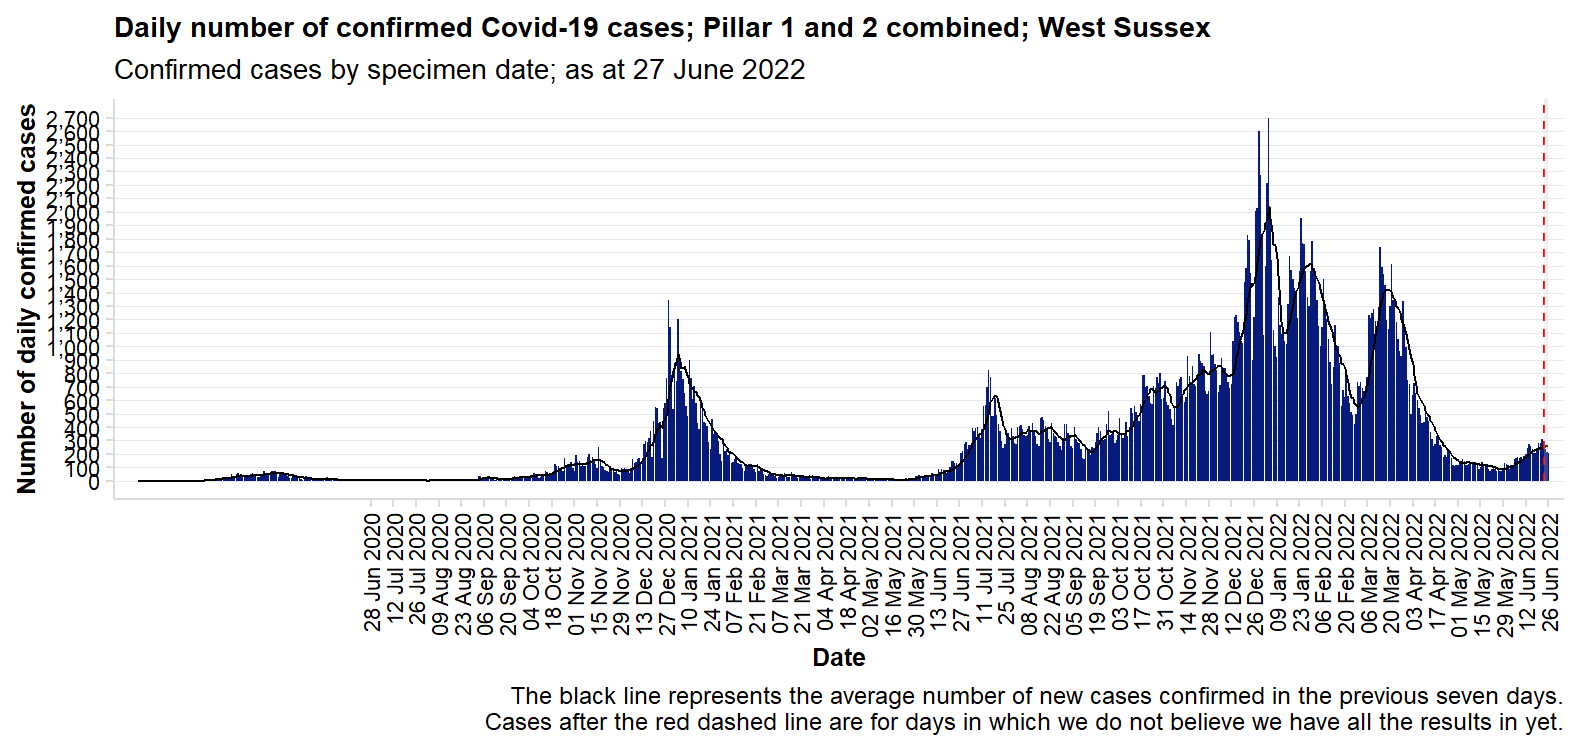 Daily number of confirmed Covid-19 cases; Pillar 1 and 2 combined; West Sussex
Confirmed cases by specimen date; as at 27 June 2022
Number of daily confirmed cases
2,700
2,600
2,500
2,400
2,300
2,200
2,100
2,000
1,900
1,800
1,700
1,600
1,500
1,400
1,300
1,200
1,100
1,000
900
800
700
600
500
400
300
200
100
0
28 Jun 2020
12 Jul 2020
26 Jul 2020
09 Aug 2020
23 Aug 2020
06 Sep 2020
20 Sep 2020
04 Oct 2020
18 Oct 2020
01 Nov 2020
15 Nov 2020
29 Nov 2020
13 Dec 2020
27 Dec 2020
10 Jan 2021
24 Jan 2021
07 Feb 2021
21 Feb 2021
07 Mar 2021
21 Mar 2021
04 Apr 2021
18 Apr 2021
02 May 2021
16 May 2021
30 May 2021
13 Jun 2021
27 Jun 2021
11 Jul 2021
25 Jul 2021
08 Aug 2021
22 Aug 2021
05 Sep 2021
19 Sep 2021
03 Oct 2021
17 Oct 2021
31 Oct 2021
14 Nov 2021
28 Nov 2021
12 Dec 2021
26 Dec 2021
09 Jan 2022
23 Jan 2022
06 Feb 2022
20 Feb 2022
06 Mar 2022
20 Mar 2022
03 Apr 2022
17 Apr 2022
01 May 2022
15 May 2022
29 May 2022
12 Jun 2022
26 Jun 2022
Date
The black line represents the average number of new cases confirmed in the previous seven days.
Cases after the red dashed line are for days in which we do not believe we have all the results in yet.